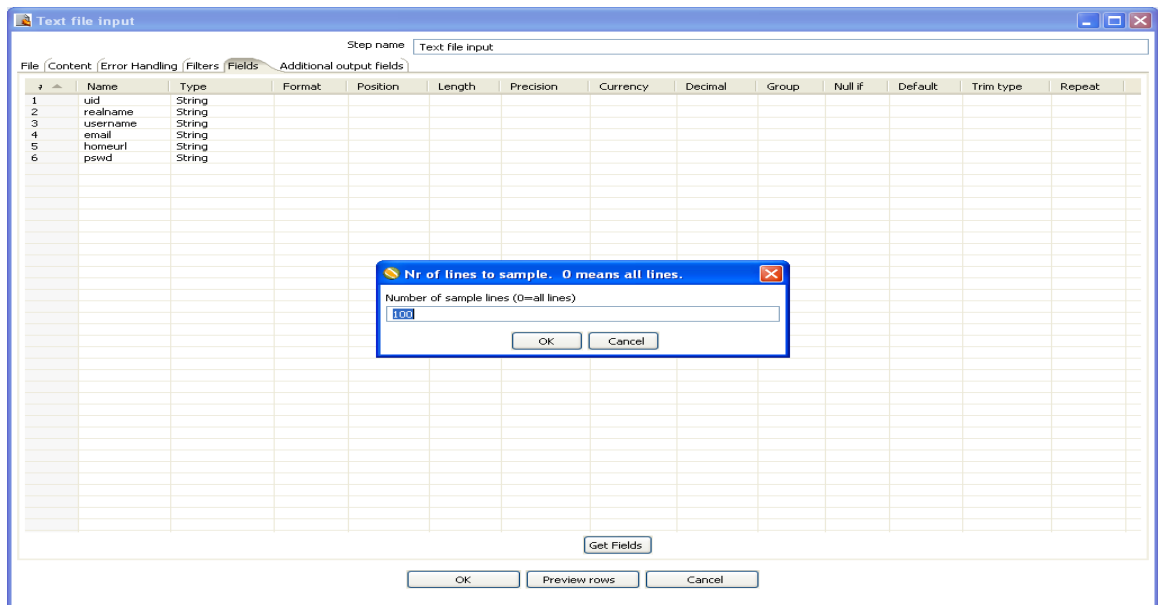 Text file input
Step name Text file input
File Content Error Handling Filters Fields Additional output fields
Name Type Format Position Length Precision Currency Decimal Group Null if Default Trim type Repeat
1 uid String
2 realname String
3 username String
4 email String
5 homeurl String
6 pswd String
Nr of lines to sample. 0 means all lines.
Number of sample lines (0=all lines)
100
OK Cancel
Get Fields
OK Preview rows Cancel